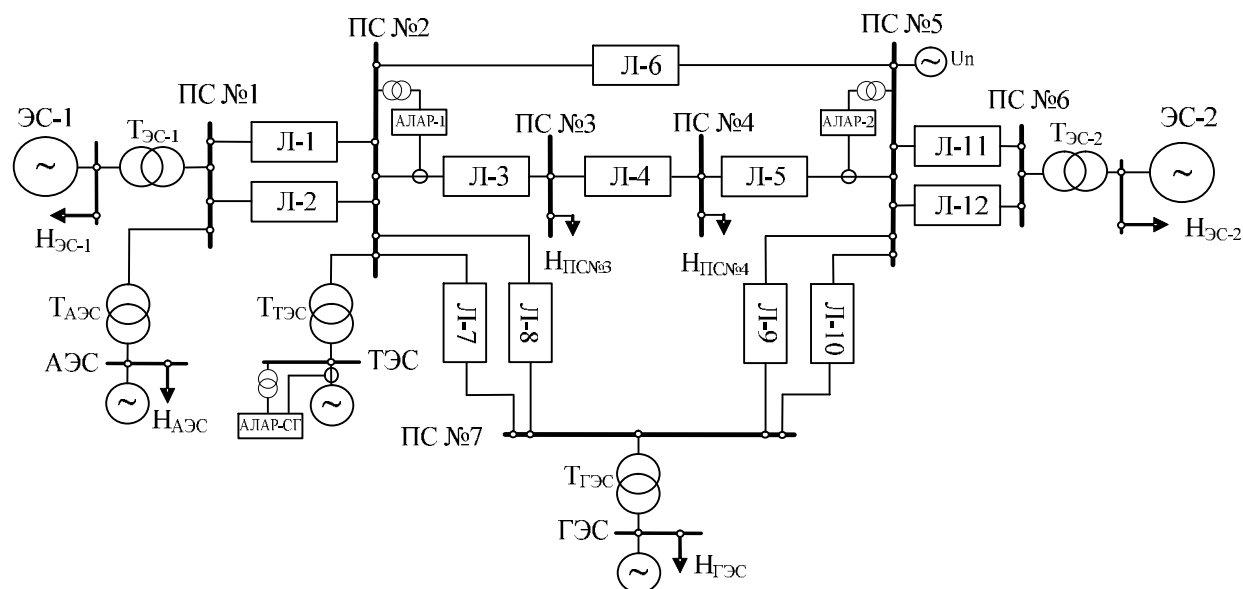 ПС №2
ПС №5
Л-6
Un
ПС №1
ПС №6
ЭС-1
TЭС-1
АЛАР-1
ПС №3
ПС №4
АЛАР-2
TЭС-2
ЭС-2
Л-1
Л-11
Л-3
Л-4
Л-5
Л-2
Л-12
НЭС-1
НПС№3
НПС№4
НЭС-2
ТАЭС
ТТЭС
Л-7
Л-8
Л-9
Л-10
АЭС
ТЭС
НАЭС
АЛАР-СГ
ПС №7
ТГЭС
ГЭС
НГЭС